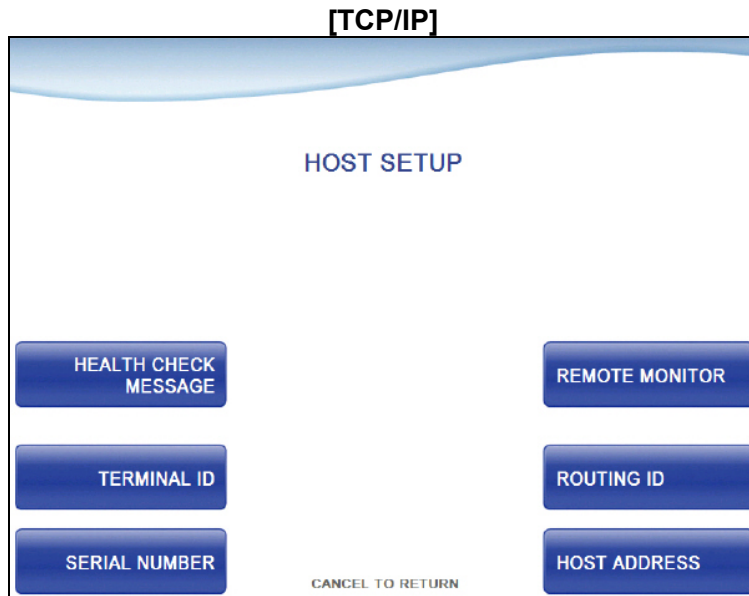 [TCP/IP]
HOST SETUP
HEALTH CHECK
MESSAGE
REMOTE MONITOR
TERMINAL ID
ROUTING ID
SERIAL NUMBER
HOST ADDRESS
CANCEL TO RETURN